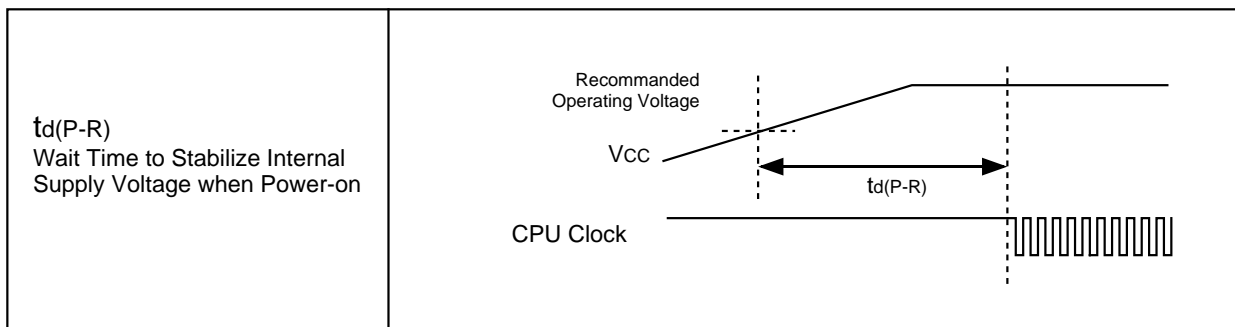 td(P-R)
Wait Time to Stabilize Internal
Supply Voltage when Power-on
Recommanded
Operating Voltage
VCC
td(P-R)
CPU Clock